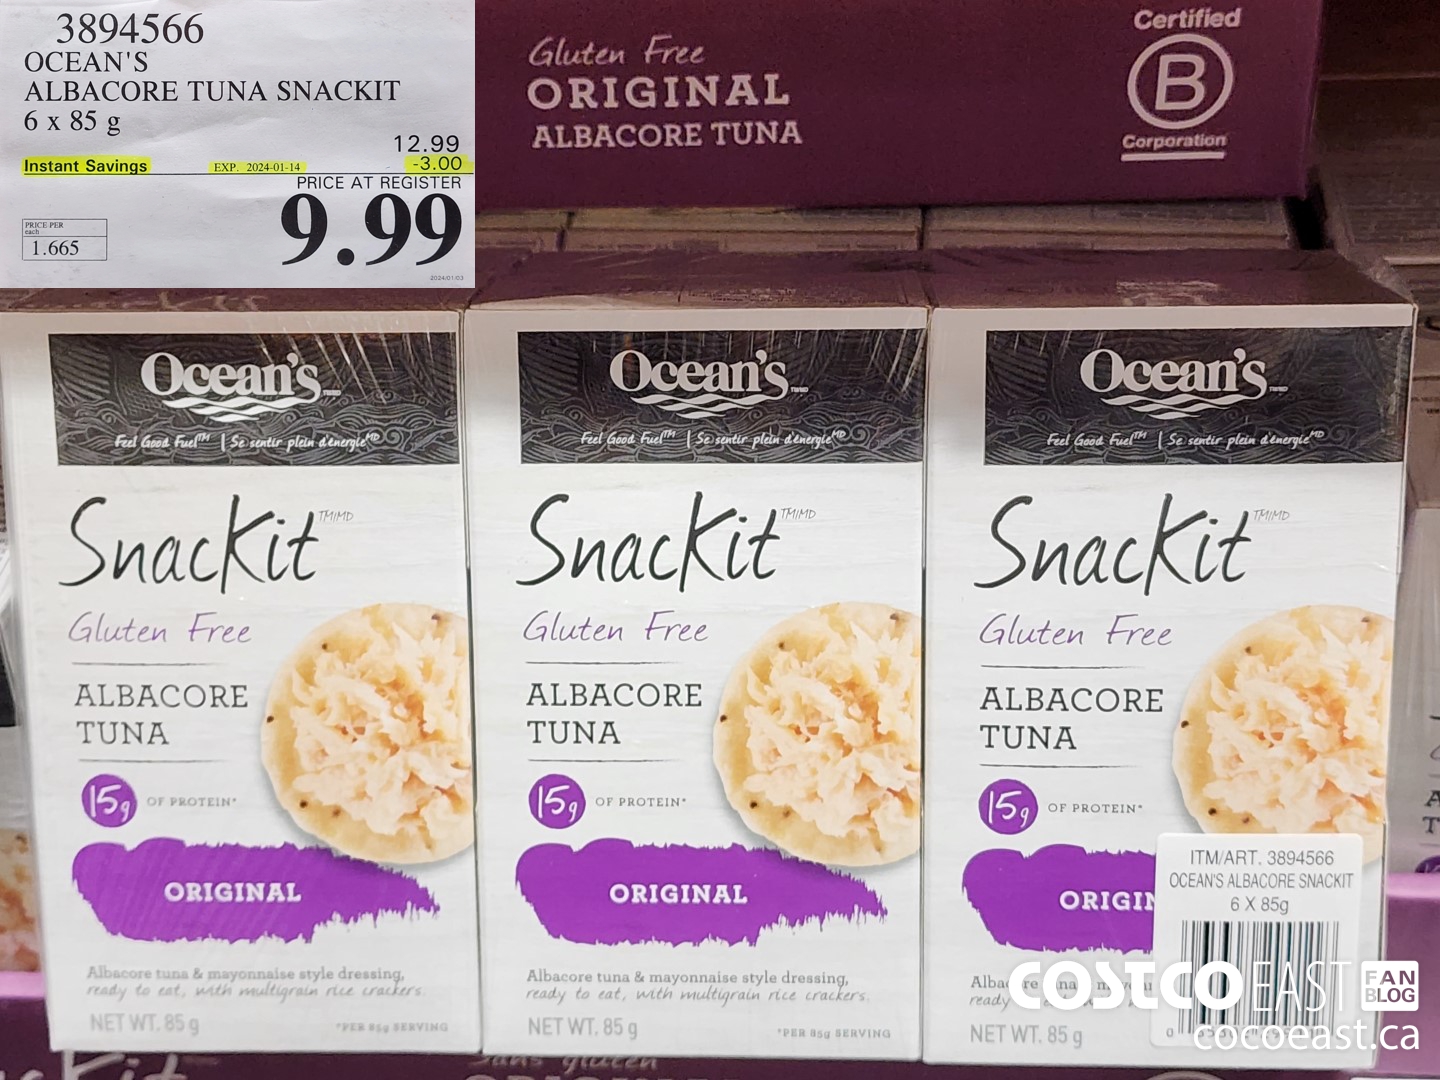 3894566
OCEAN'S
ALBACORE TUNA SNACKIT
6 x 85 g
12.99
Instant Savings EXP. 2024-01-14 -3.00
PRICE AT REGISTER
9.99
PRICE PER
each
1.665
2024/01/03
Gluten Free
ORIGINAL
ALBACORE TUNA
Certified
B
Corporation
Ocean's
Feel Good Fuel™ | Se sentir plein d'énergie MD
SnacKit TM/MD
Gluten Free
ALBACORE
TUNA
15g OF PROTEIN*
ORIGINAL
Albacore tuna & mayonnaise style dressing,
ready to eat, with multigrain rice crackers.
NET WT. 85 g
*PER 85g SERVING
Ocean's
Feel Good Fuel™ | Se sentir plein d'énergie MD
SnacKit TM/MD
Gluten Free
ALBACORE
TUNA
15g OF PROTEIN*
ORIGINAL
Albacore tuna & mayonnaise style dressing,
ready to eat, with multigrain rice crackers.
NET WT. 85 g
*PER 85g SERVING
Ocean's
Feel Good Fuel™ | Se sentir plein d'énergie MD
SnacKit TM/MD
Gluten Free
ALBACORE
TUNA
15g OF PROTEIN*
ORIGIN
ready
NET WT. 85 g
ITM/ART. 3894566
OCEAN'S ALBACORE SNACKIT
6 X 85g
COSTCO EAST FAN BLOG
cocoeast.ca
cKit
Sans gluten